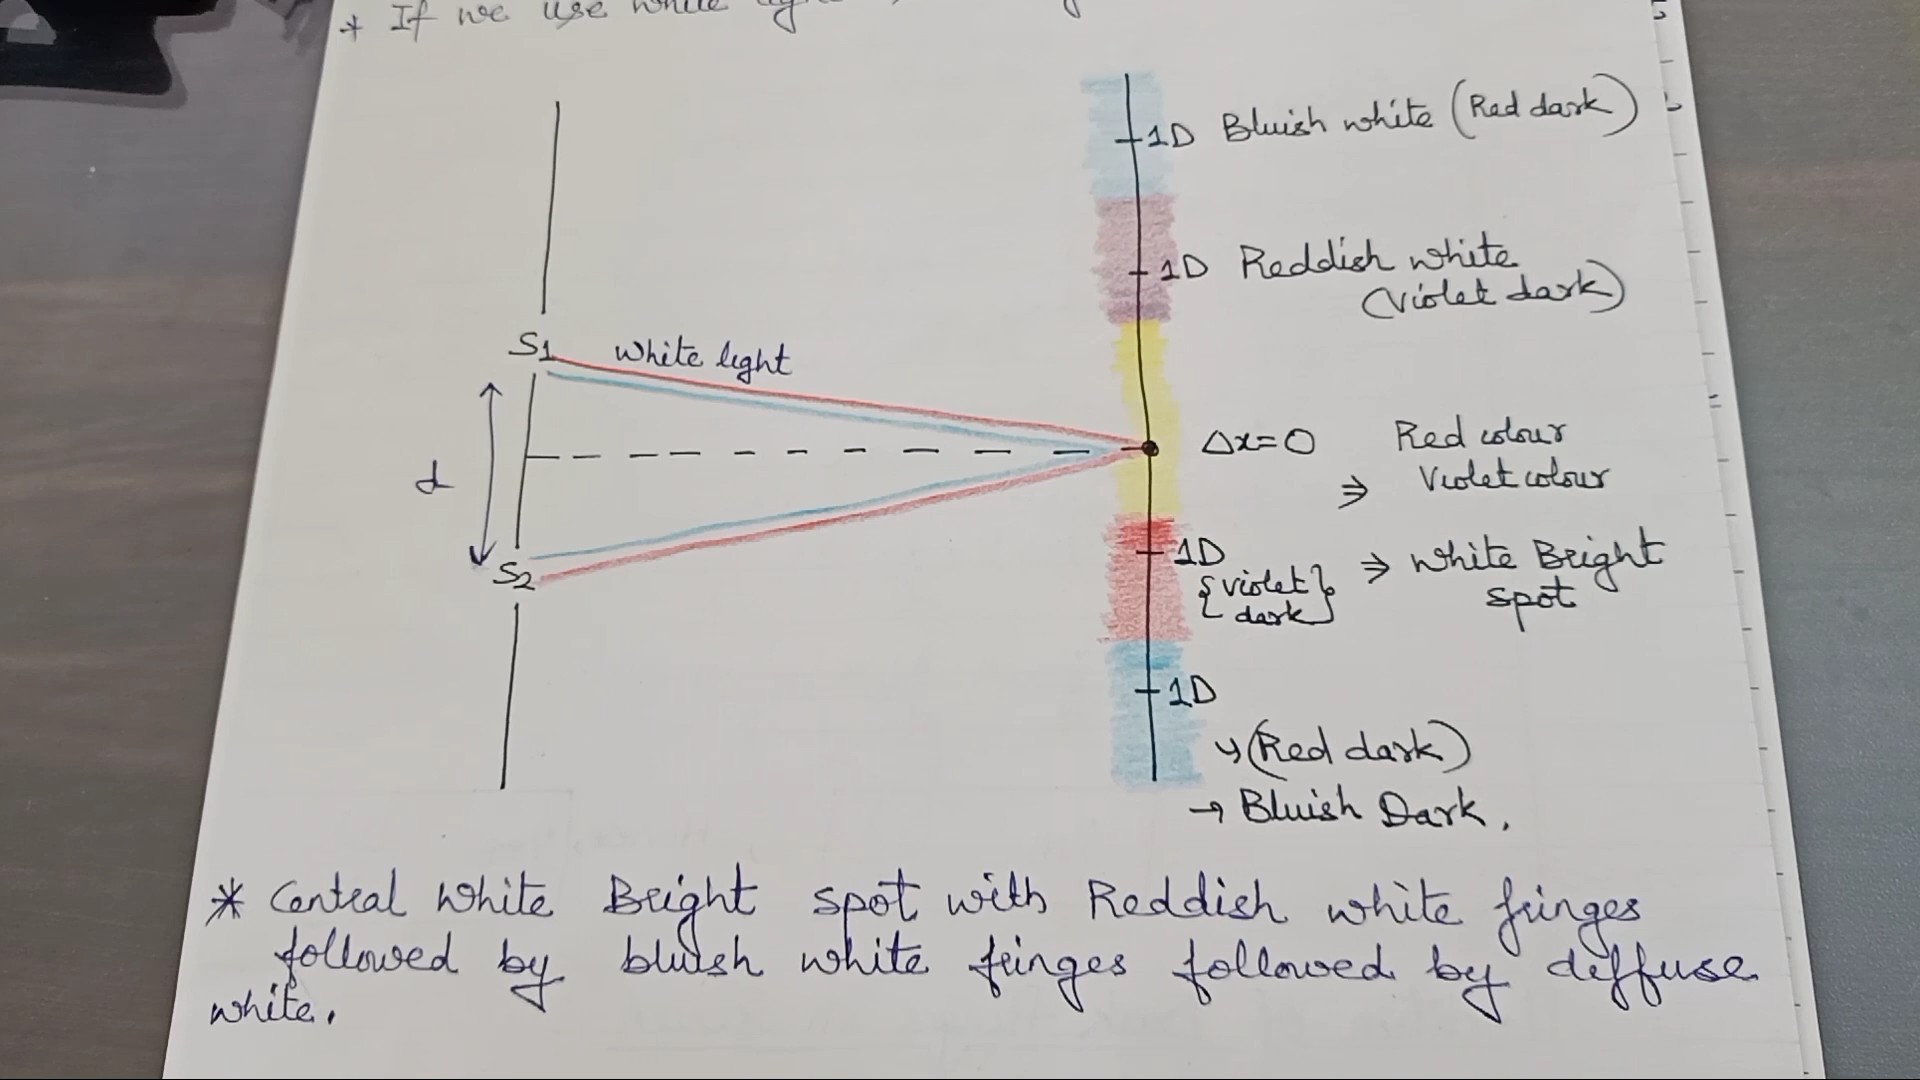 * If we use white
1D Bluish white (Red dark)
1D Reddish white
(violet dark)
S1 white light
Δx=0 Red colour
⇒ Violet colour
d
1D
{violet dark} ⇒ white Bright spot
S2
1D
(Red dark)
→ Bluish Dark.
* Central white Bright spot with Reddish white fringes
followed by bluish white fringes followed by diffuse
white.